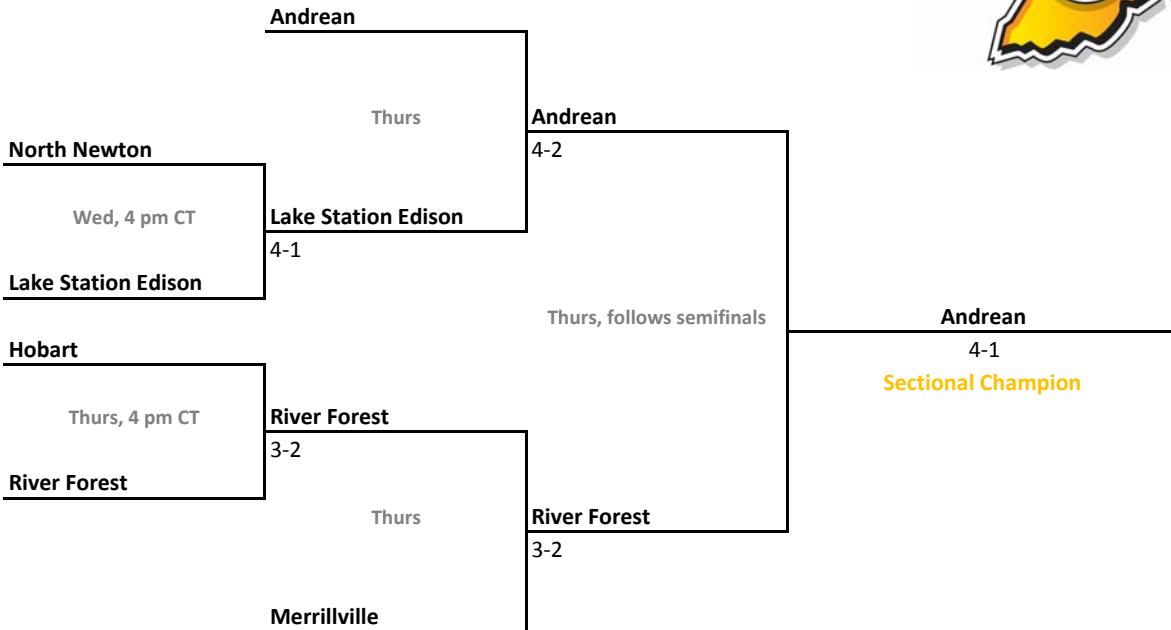 Andrean
Thurs
Andrean
North Newton
4-2
Wed, 4 pm CT
Lake Station Edison
4-1
Lake Station Edison
Thurs, follows semifinals
Andrean
Hobart
4-1
Sectional Champion
Thurs, 4 pm CT
River Forest
3-2
River Forest
Thurs
River Forest
3-2
Merrillville